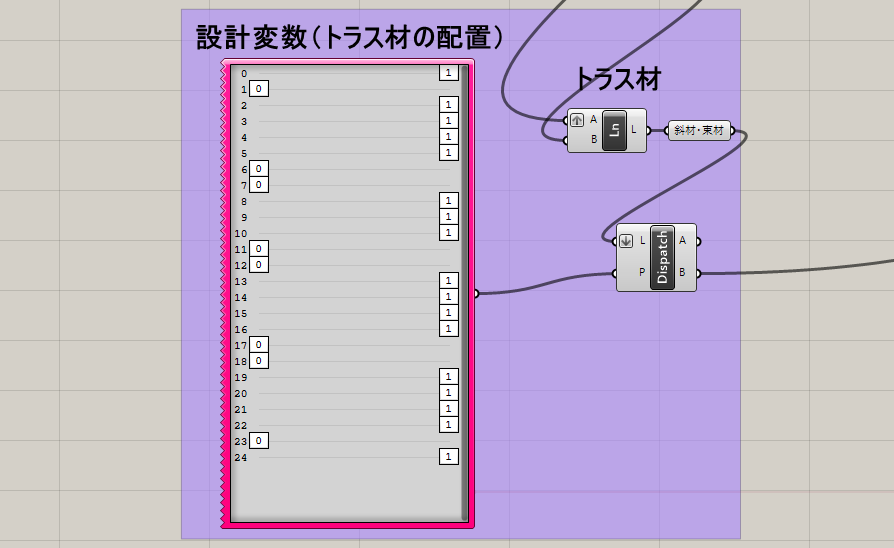 設計変数(トラス材の配置)
0 1
1 0
2 1
3 1
4 1
5 1
6 0
7 0
8 1
9 1
10 1
11 0
12 0
13 1
14 1
15 1
16 1
17 0
18 0
19 1
20 1
21 1
22 1
23 0
24 1
トラス材
A
B
Ln
L
斜材・束材
L
P
Dispatch
A
B